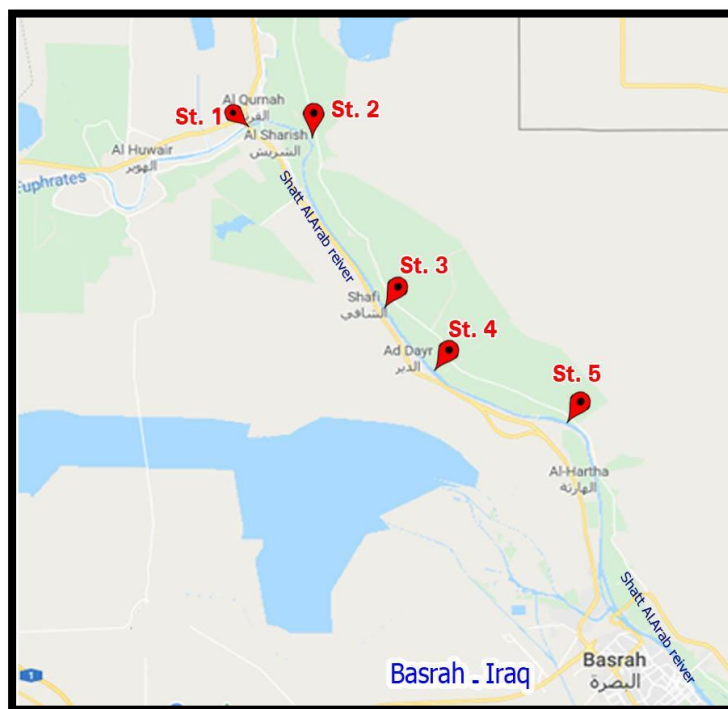 Al Qurnah
القرنة
St. 1
St. 2
Al Sharish
الشرش
Al Huwair
الهوير
Euphrates
Shatt Al.Arab reiver
St. 3
Shafi
الشافي
St. 4
Ad Dayr
الدير
St. 5
Al-Hartha
الهارثة
Shatt Al.Arab reiver
1
Basrah - Iraq
Basrah
البصرة